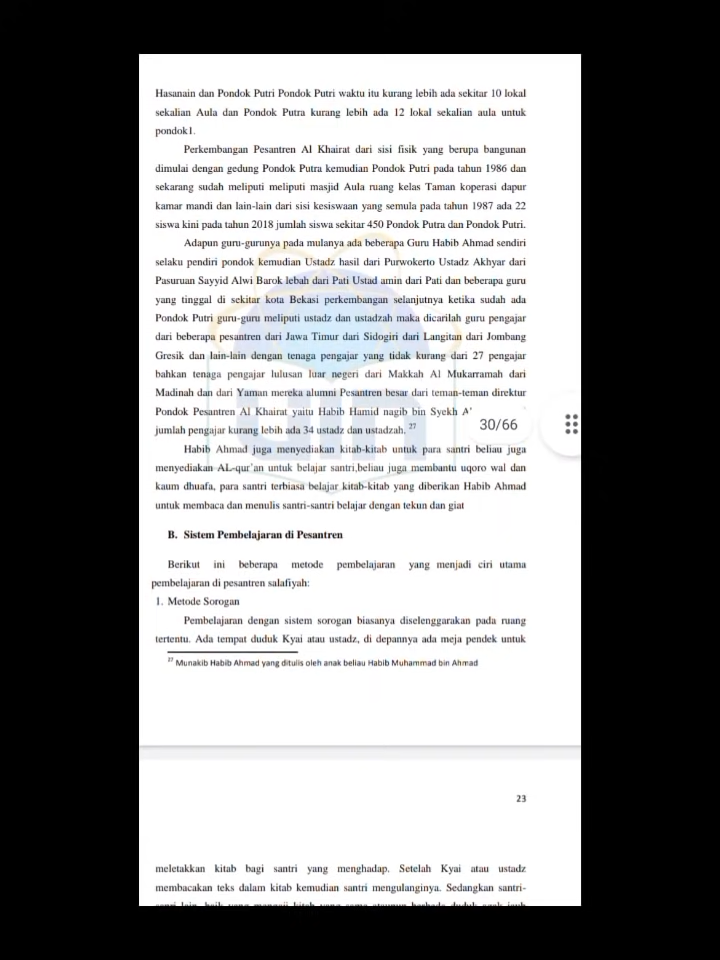 Hasanain dan Pondok Putri Pondok Putri waktu itu kurang lebih ada sekitar 10 lokal
sekalian Aula dan Pondok Putra kurang lebih ada 12 lokal sekalian aula untuk
pondok1.
Perkembangan Pesantren Al Khairat dari sisi fisik yang berupa bangunan
dimulai dengan gedung Pondok Putra kemudian Pondok Putri pada tahun 1986 dan
sekarang sudah meliputi meliputi masjid Aula ruang kelas Taman koperasi dapur
kamar mandi dan lain-lain dari sisi kesiswaan yang semula pada tahun 1987 ada 22
siswa kini pada tahun 2018 jumlah siswa sekitar 450 Pondok Putra dan Pondok Putri.
Adapun guru-gurunya pada mulanya ada beberapa Guru Habib Ahmad sendiri
selaku pendiri pondok kemudian Ustadz hasil dari Purwokerto Ustadz Akhyar dari
Pasuruan Sayyid Alwi Barok lebah dari Pati Ustad amin dari Pati dan beberapa guru
yang tinggal di sekitar kota Bekasi perkembangan selanjutnya ketika sudah ada
Pondok Putri guru-guru meliputi ustadz dan ustadzah maka dicarilah guru pengajar
dari beberapa pesantren dari Jawa Timur dari Sidogiri dari Langitan dari Jombang
Gresik dan lain-lain dengan tenaga pengajar yang tidak kurang dari 27 pengajar
bahkan tenaga pengajar lulusan luar negeri dari Makkah Al Mukarramah dari
Madinah dan dari Yaman mereka alumni Pesantren besar dari teman-teman direktur
Pondok Pesantren Al Khairat yaitu Habib Hamid nagib bin Syekh
30/66
jumlah pengajar kurang lebih ada 34 ustadz dan ustadzah. 27
Habib Ahmad juga menyediakan kitab-kitab untuk para santri beliau juga
menyediakan AL-qur'an untuk belajar santri,beliau juga membantu uqoro wal dan
kaum dhuafa, para santri terbiasa belajar kitab-kitab yang diberikan Habib Ahmad
untuk membaca dan menulis santri-santri belajar dengan tekun dan giat
B. Sistem Pembelajaran di Pesantren
Berikut ini beberapa metode pembelajaran yang menjadi ciri utama
pembelajaran di pesantren salafiyah:
1. Metode Sorogan
Pembelajaran dengan sistem sorogan biasanya diselenggarakan pada ruang
tertentu. Ada tempat duduk Kyai atau ustadz, di depannya ada meja pendek untuk
27 Munakib Habib Ahmad yang ditulis oleh anak beliau Habib Muhammad bin Ahmad
23
meletakkan kitab bagi santri yang menghadap. Setelah Kyai atau ustadz
membacakan teks dalam kitab kemudian santri mengulanginya. Sedangkan santri-